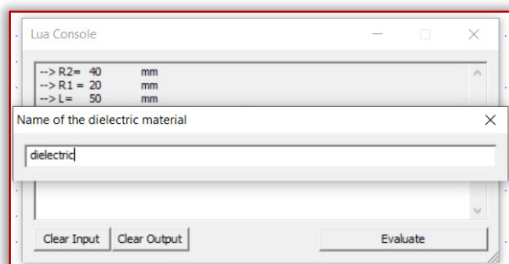 Lua Console
--> R2= 40 mm
--> R1 = 20 mm
--> L= 50 mm
Name of the dielectric material
dielectric
Clear Input Clear Output Evaluate